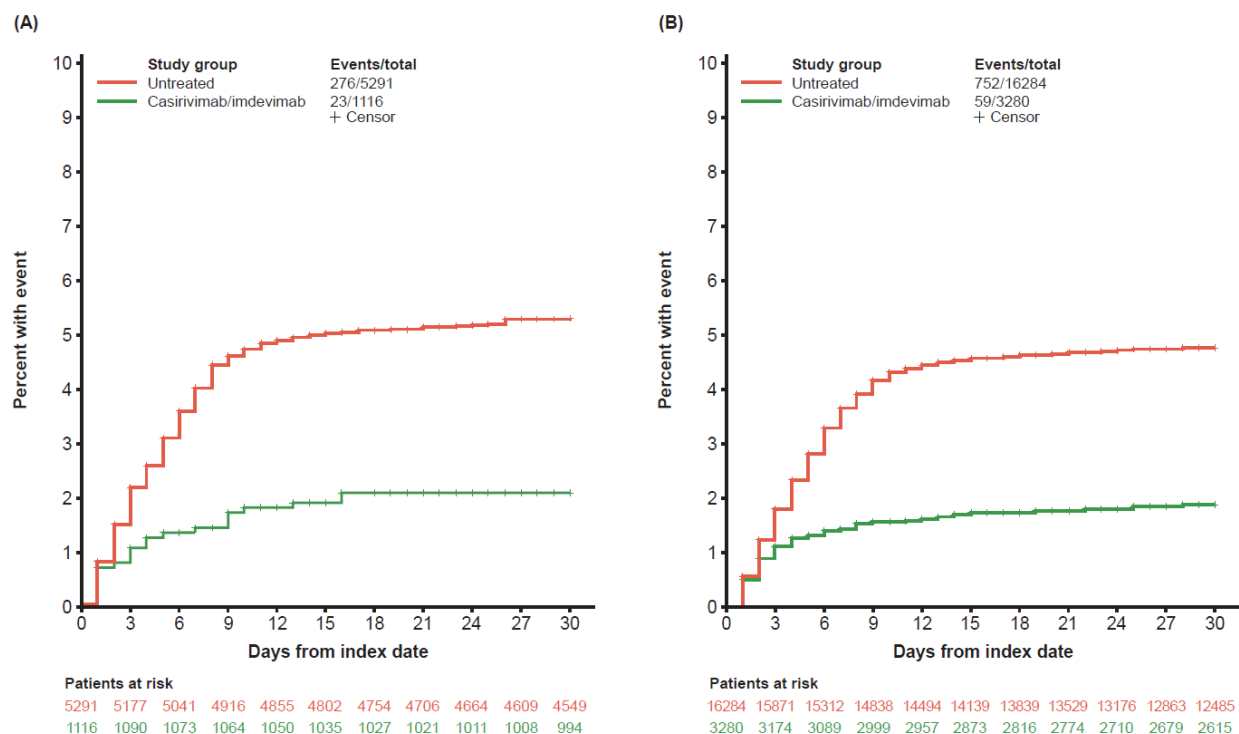 (A)
Study group Events/total
Untreated 276/5291
Casirivimab/imdevimab 23/1116
+ Censor
Percent with event
10
9
8
7
6
5
4
3
2
1
0
0 3 6 9 12 15 18 21 24 27 30
Days from index date
Patients at risk
5291 5177 5041 4916 4855 4802 4754 4706 4664 4609 4549
1116 1090 1073 1064 1050 1035 1027 1021 1011 1008 994
(B)
Study group Events/total
Untreated 752/16284
Casirivimab/imdevimab 59/3280
+ Censor
Percent with event
10
9
8
7
6
5
4
3
2
1
0
0 3 6 9 12 15 18 21 24 27 30
Days from index date
Patients at risk
16284 15871 15312 14838 14494 14139 13839 13529 13176 12863 12485
3280 3174 3089 2999 2957 2873 2816 2774 2710 2679 2615